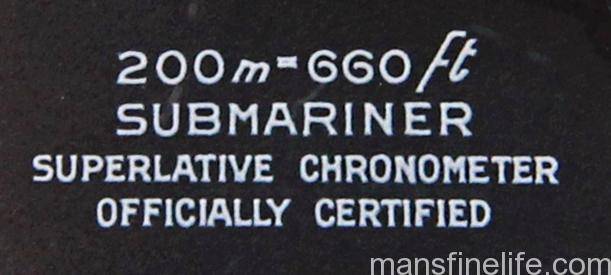 200m=660ft
SUBMARINER
SUPERLATIVE CHRONOMETER
OFFICIALLY CERTIFIED
mansfinelife.com